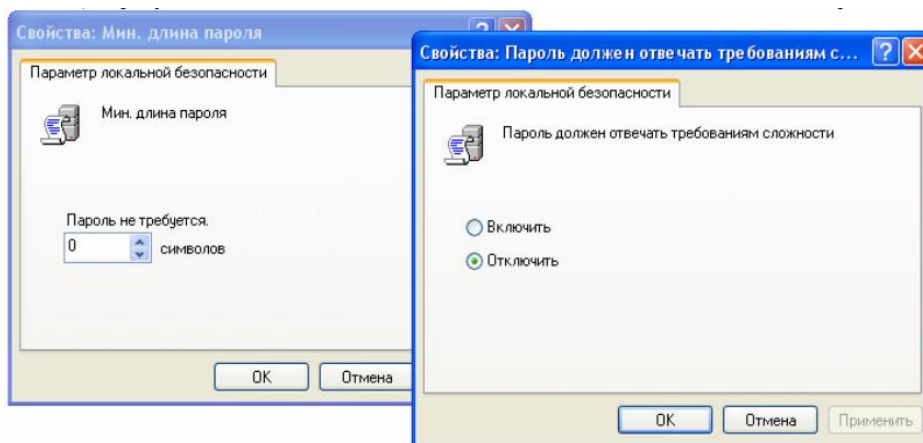 Свойства: Мин. длина пароля
Параметр локальной безопасности
Мин. длина пароля
Пароль не требуется.
0 символов
OK Отмена
Свойства: Пароль должен отвечать требованиям с...
Параметр локальной безопасности
Пароль должен отвечать требованиям сложности
Включить
Отключить
OK Отмена Применить